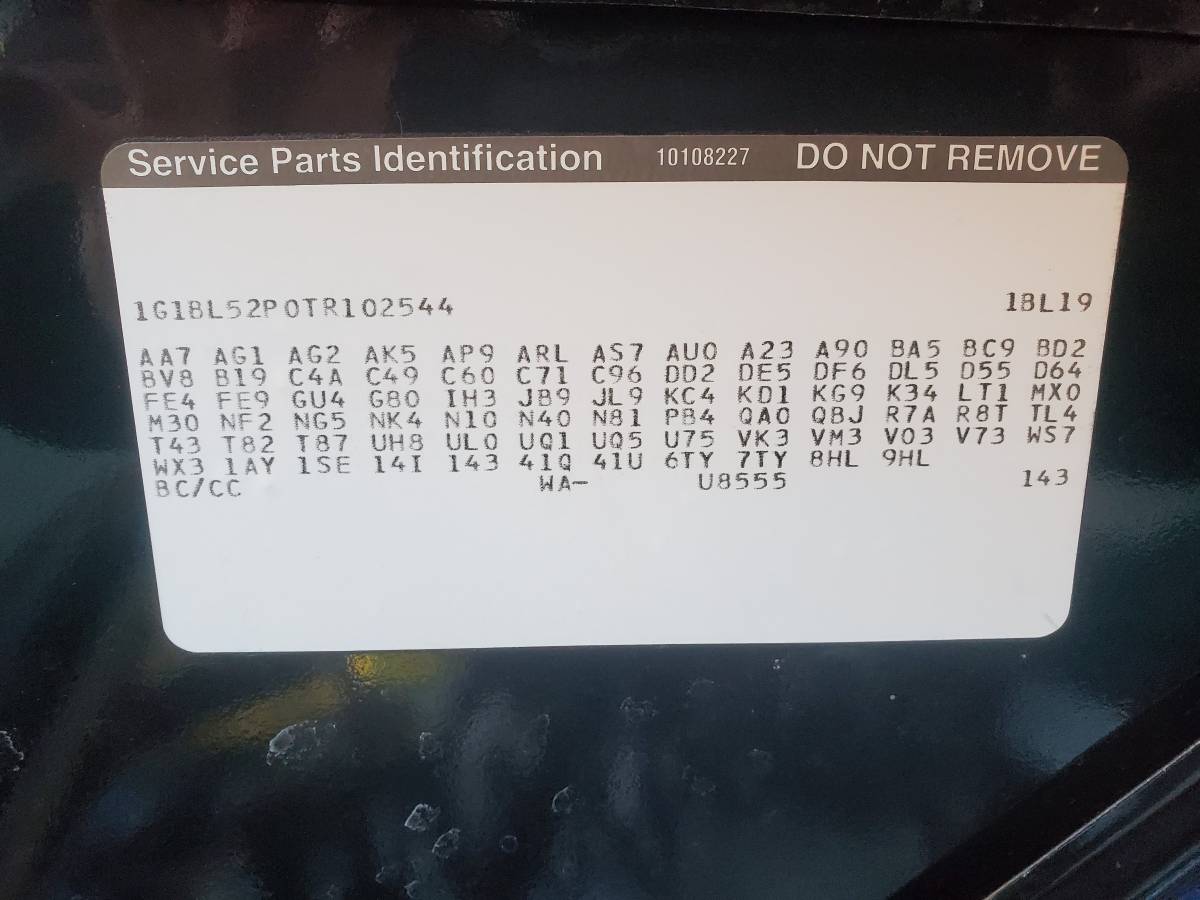 Service Parts Identification 10108227 DO NOT REMOVE
1G1BL52P0TR102544 1BL19
AA7 AG1 AG2 AK5 AP9 ARL AS7 AU0 A23 A90 BA5 BC9 BD2
BV8 B19 C4A C49 C60 C71 C96 DD2 DE5 DF6 DL5 D55 D64
FE4 FE9 GU4 G80 IH3 JB9 JL9 KC4 KD1 KG9 K34 LT1 MX0
M30 NF2 NG5 NK4 N10 N40 N81 PB4 QA0 QBJ R7A R8T TL4
T43 T82 T87 UH8 UL0 UQ1 UQ5 U75 VK3 VM3 V03 V73 WS7
WX3 1AY 1SE 14I 143 41Q 41U 6TY 7TY 8HL 9HL
BC/CC WA- U8555 143